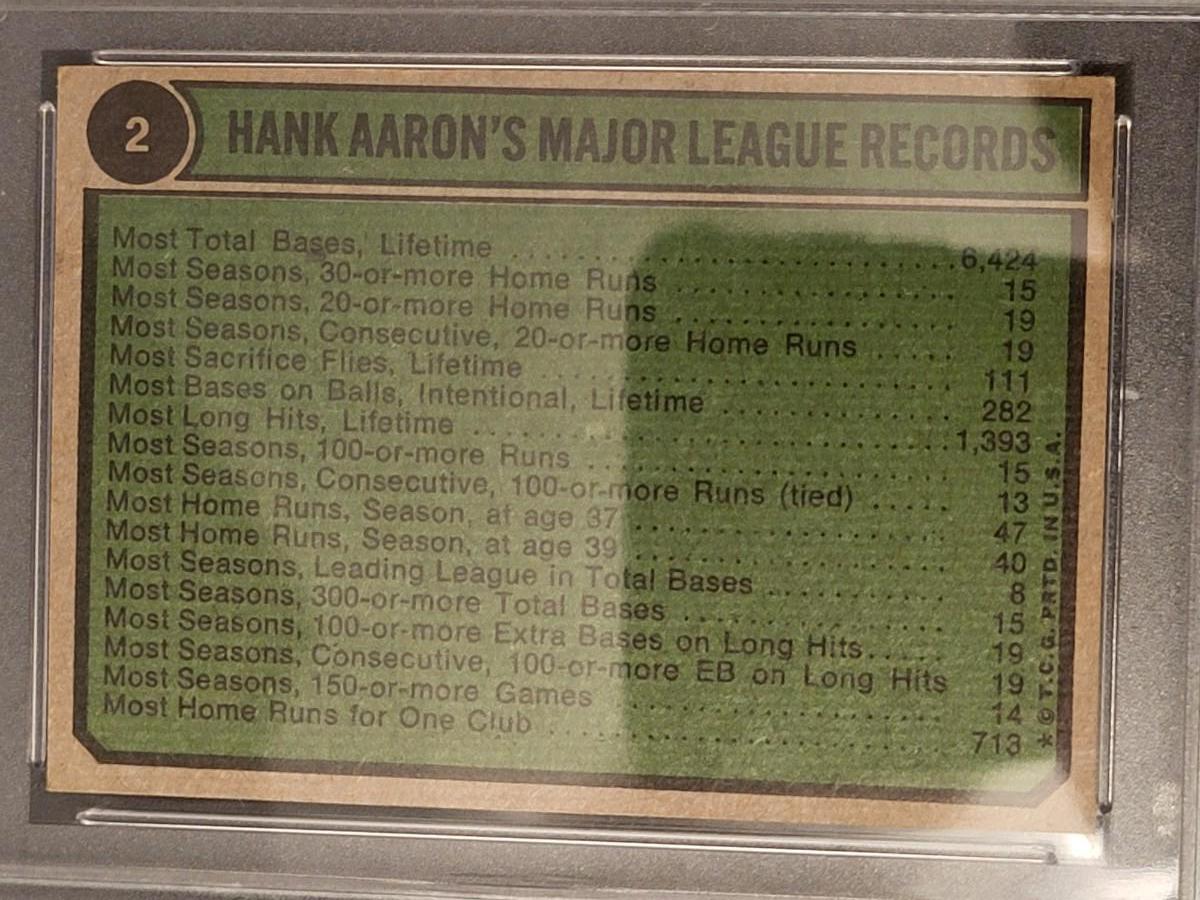 2
HANK AARON'S MAJOR LEAGUE RECORDS
Most Total Bases, Lifetime ..............................6,424
Most Seasons, 30-or-more Home Runs .................. 15
Most Seasons, 20-or-more Home Runs .................. 19
Most Seasons, Consecutive, 20-or-more Home Runs ..... 19
Most Sacrifice Flies, Lifetime .......................... 111
Most Bases on Balls, Intentional, Lifetime .............. 282
Most Long Hits, Lifetime ...............................1,393
Most Seasons, 100-or-more Runs ....................... 15
Most Seasons, Consecutive, 100-or-more Runs (tied) ..... 13
Most Home Runs, Season, at age 37 .................... 47
Most Home Runs, Season, at age 39 .................... 40
Most Seasons, Leading League in Total Bases ............ 8
Most Seasons, 300-or-more Total Bases ................. 15
Most Seasons, 100-or-more Extra Bases on Long Hits..... 19
Most Seasons, Consecutive, 100-or-more EB on Long Hits 19
Most Seasons, 150-or-more Games ..................... 14
Most Home Runs for One Club .......................... 713
*© T.C.G. PRTD. IN U.S.A.